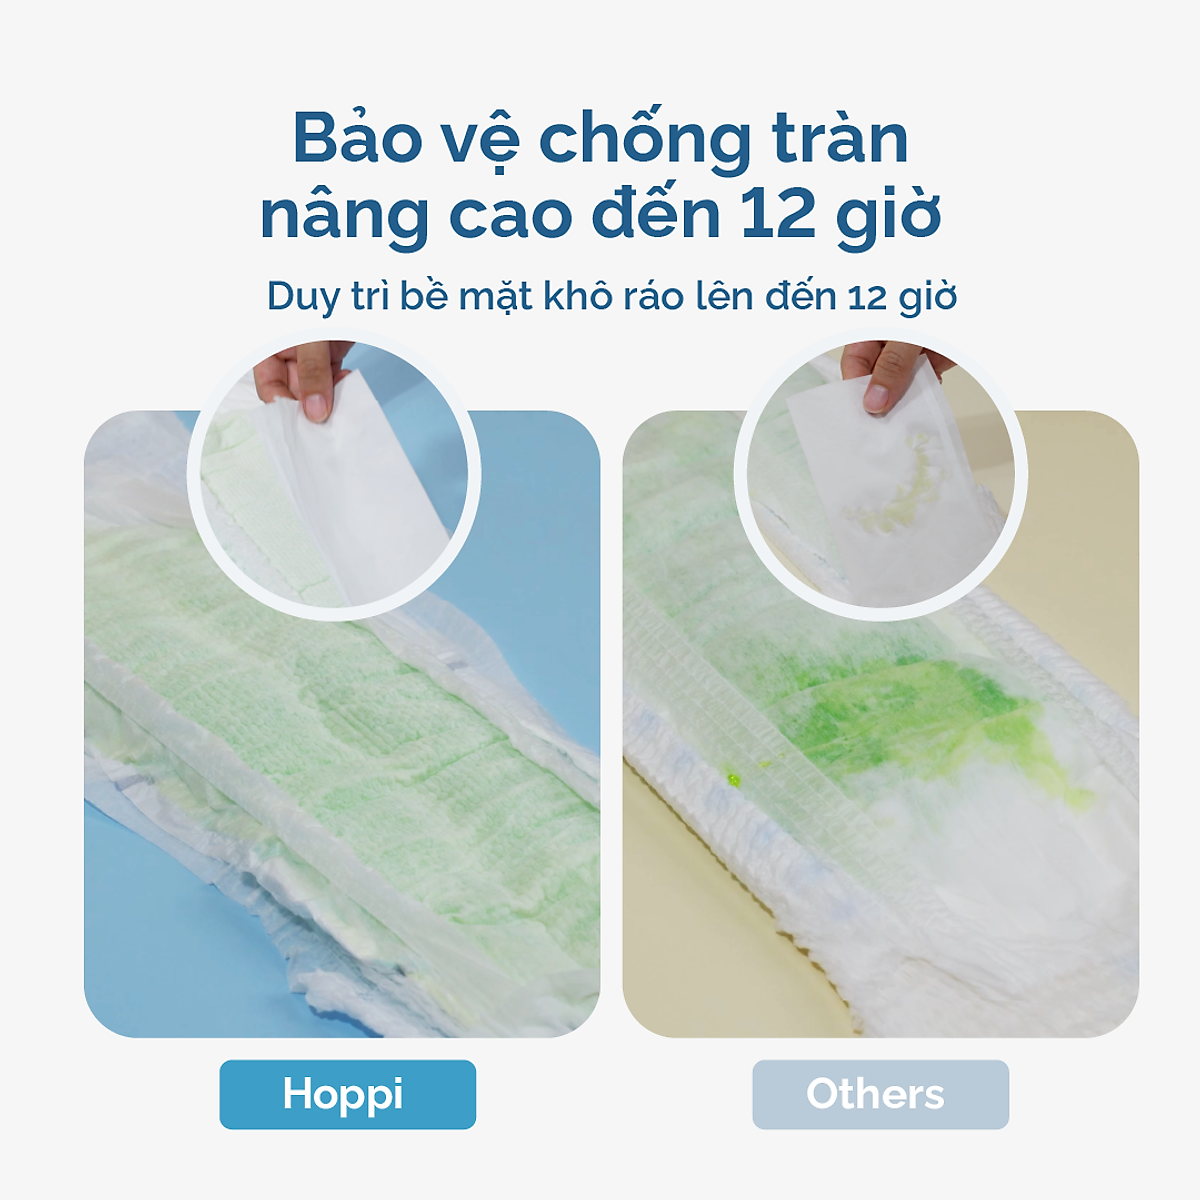 Bảo vệ chống tràn
nâng cao đến 12 giờ
Duy trì bề mặt khô ráo lên đến 12 giờ
Hoppi
Others